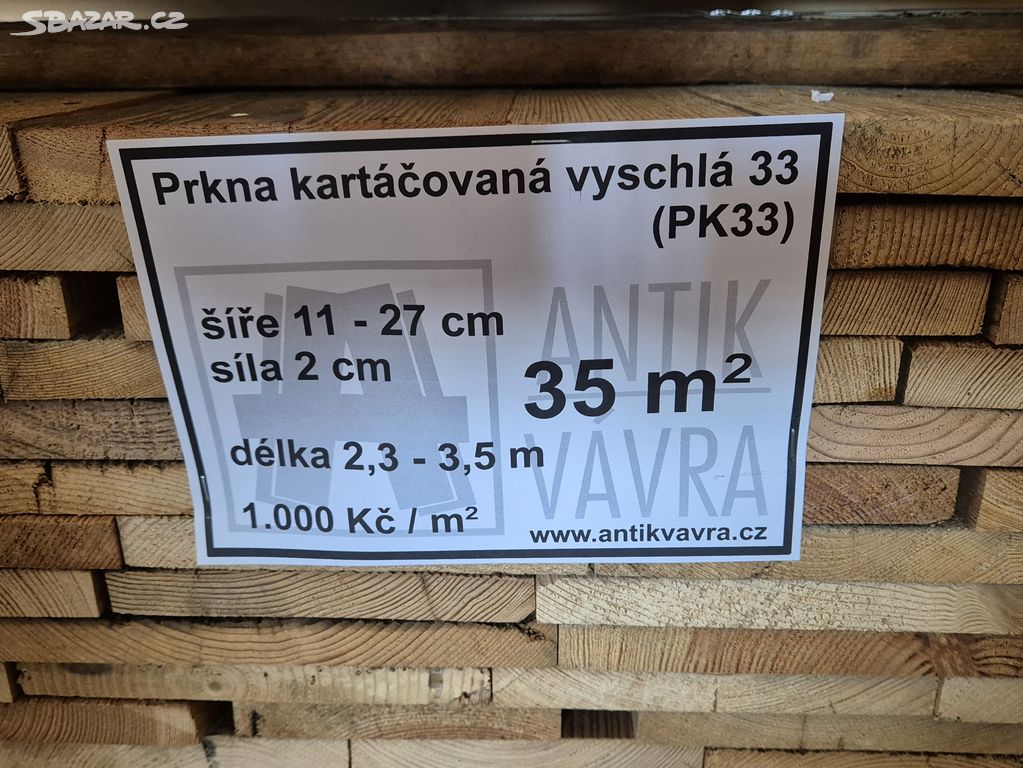 SBAZAR.CZ
Prkna kartáčovaná vyschlá 33
(PK33)
šíře 11 - 27 cm
síla 2 cm
35 m²
délka 2,3 - 3,5 m
1.000 Kč / m²
ANTIK
VÁVRA
www.antikvavra.cz